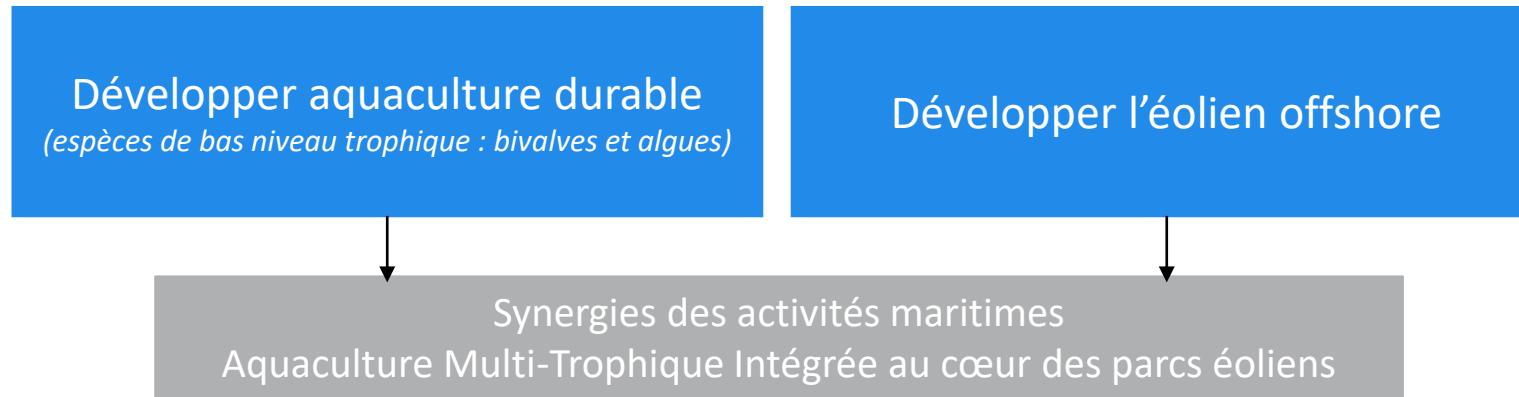 Développer aquaculture durable
(espèces de bas niveau trophique : bivalves et algues)
Développer l’éolien offshore
Synergies des activités maritimes
Aquaculture Multi-Trophique Intégrée au cœur des parcs éoliens